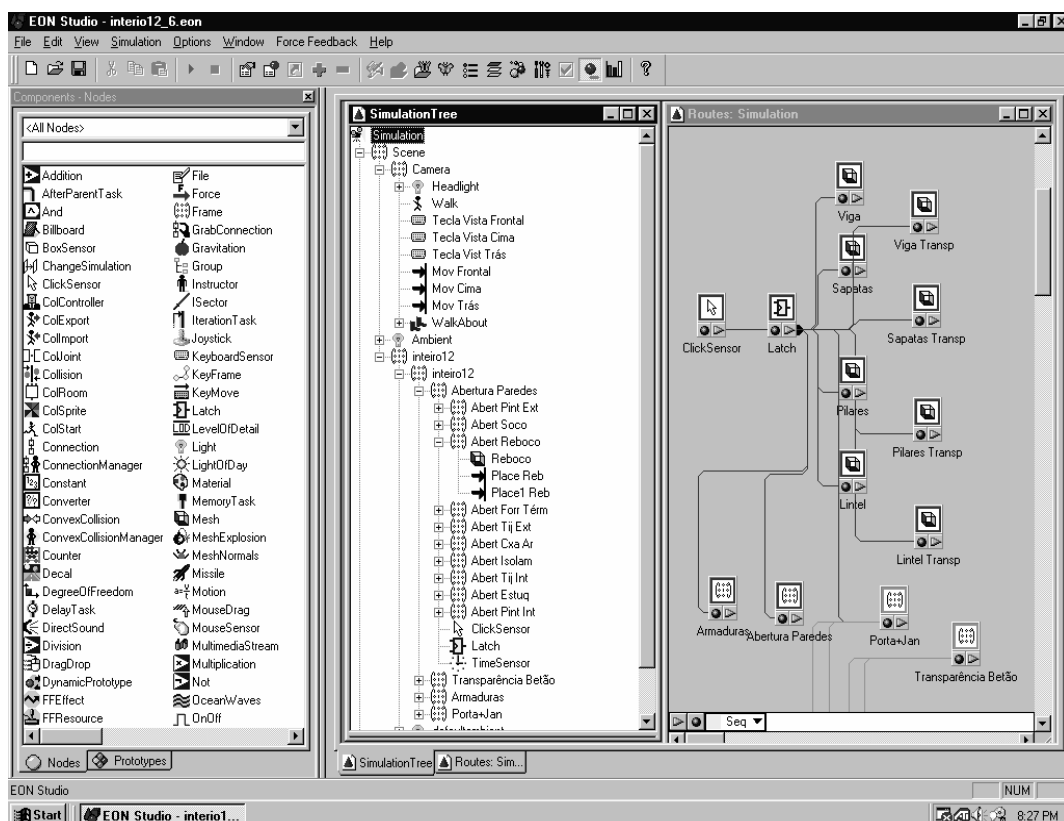 EON Studio - interio12_6.eon
File Edit View Simulation Options Window Force Feedback Help
Components - Nodes
<All Nodes>
Addition
AfterParentTask
And
Billboard
BoxSensor
ChangeSimulation
ClickSensor
ColController
ColExport
ColImport
ColJoint
Collision
ColRoom
ColSprite
ColStart
Connection
ConnectionManager
Constant
Converter
ConvexCollision
ConvexCollisionManager
Counter
Decal
DegreeOfFreedom
DelayTask
DirectSound
Division
DragDrop
DynamicPrototype
FFEffect
FFResource
File
Force
Frame
GrabConnection
Gravitation
Group
Instructor
ISector
IterationTask
Joystick
KeyboardSensor
KeyFrame
KeyMove
Latch
LevelOfDetail
Light
LightOfDay
Material
MemoryTask
Mesh
MeshExplosion
MeshNormals
Missile
Motion
MouseDrag
MouseSensor
MultimediaStream
Multiplication
Not
OceanWaves
OnOff
Nodes
Prototypes
SimulationTree
Simulation
Scene
Camera
Headlight
Walk
Tecla Vista Frontal
Tecla Vista Cima
Tecla Vist Trás
Mov Frontal
Mov Cima
Mov Trás
WalkAbout
Ambient
inteiro12
inteiro12
Abertura Paredes
Abert Pint Ext
Abert Soco
Abert Reboco
Reboco
Place Reb
Place1 Reb
Abert Forr Térm
Abert Tij Ext
Abert Cxa Ar
Abert Isolam
Abert Tij Int
Abert Estuq
Abert Pint Int
ClickSensor
Latch
TimeSensor
Transparência Betão
Armaduras
Porta+Jan
Routes: Simulation
Viga
Viga Transp
Sapatas
ClickSensor
Latch
Sapatas Transp
Pilares
Pilares Transp
Lintel
Lintel Transp
Armaduras
Abertura Paredes
Porta+Jan
Transparência Betão
Seq
SimulationTree
Routes: Sim...
EON Studio
NUM
Start
EON Studio - interio1...
8:27 PM